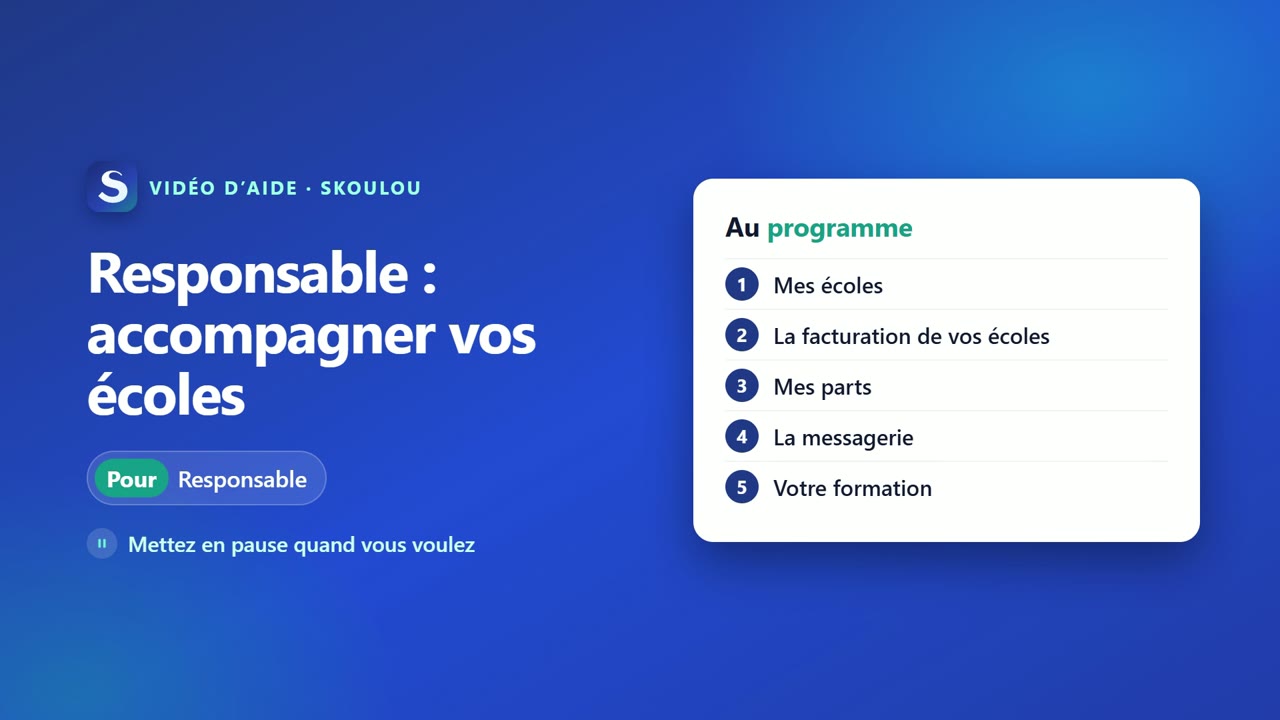 S
VIDÉO D’AIDE · SKOULOU
Responsable :
accompagner vos
écoles
Pour Responsable
Mettez en pause quand vous voulez
Au programme
1 Mes écoles
2 La facturation de vos écoles
3 Mes parts
4 La messagerie
5 Votre formation